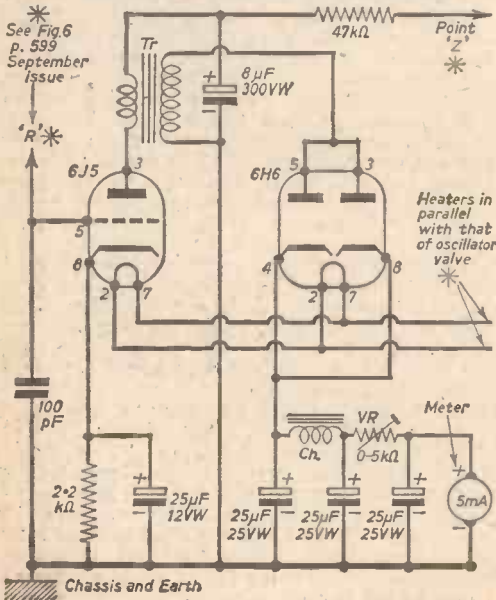 See Fig.6
p. 599
September
issue
'R'
Tr
8µF
300VW
+
−
47kΩ
Point
'Z'
6J5
3
5
8
2
7
6H6
5
3
4
8
2
7
Heaters in
parallel
with that
of oscillator
valve
100
pF
2·2
kΩ
+
25µF
12VW
Ch.
VR
0-5kΩ
Meter
+
5mA
−
+
−
25µF
25VW
+
−
25µF
25VW
+
−
25µF
25VW
Chassis and Earth